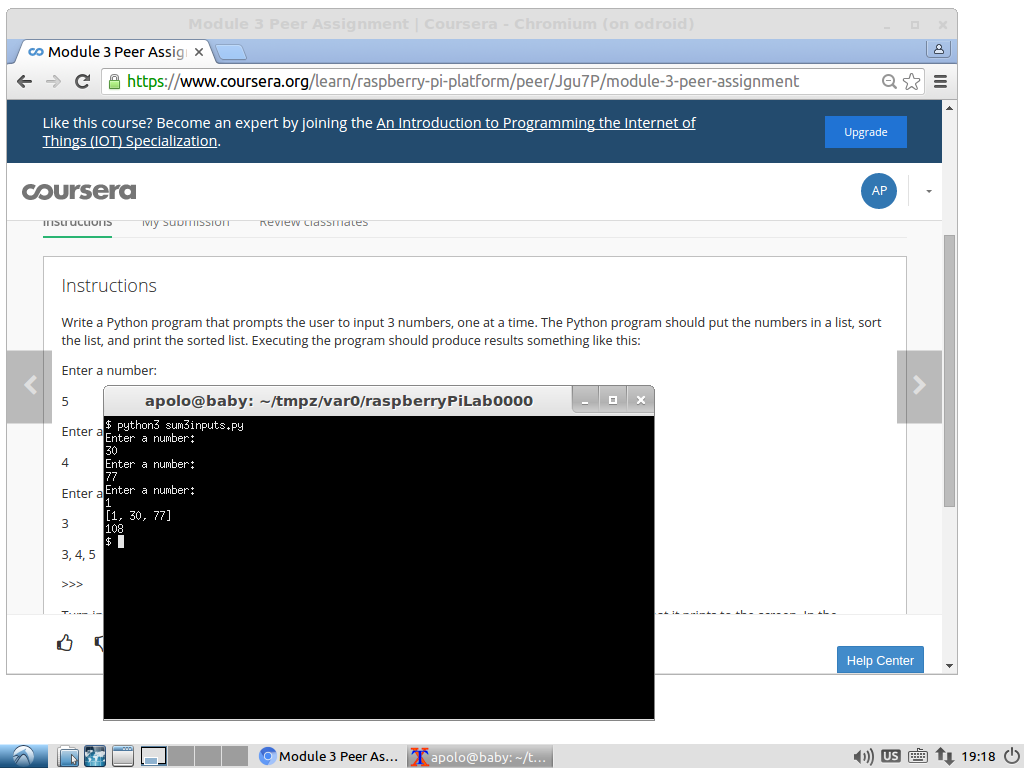 Module 3 Peer Assignment | Coursera - Chromium (on odroid)
Module 3 Peer Assig
https://www.coursera.org/learn/raspberry-pi-platform/peer/Jgu7P/module-3-peer-assignment
Like this course? Become an expert by joining the An Introduction to Programming the Internet of
Things (IOT) Specialization.
Upgrade
coursera
AP
Instructions My submission Review classmates
Instructions
Write a Python program that prompts the user to input 3 numbers, one at a time. The Python program should put the numbers in a list, sort
the list, and print the sorted list. Executing the program should produce results something like this:
Enter a number:
5
Enter a
4
Enter a
3
3, 4, 5
>>>
apolo@baby: ~/tmpz/var0/raspberryPiLab0000
$ python3 sum3inputs.py
Enter a number:
30
Enter a number:
77
Enter a number:
1
[1, 30, 77]
108
$
Help Center
Module 3 Peer As...
apolo@baby: ~/t...
US
19:18